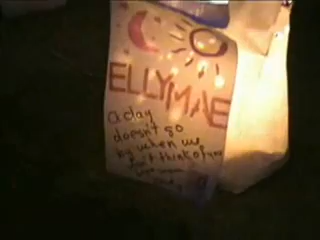 ELLYMAE
a day
doesn't go
by when we
don't think of you